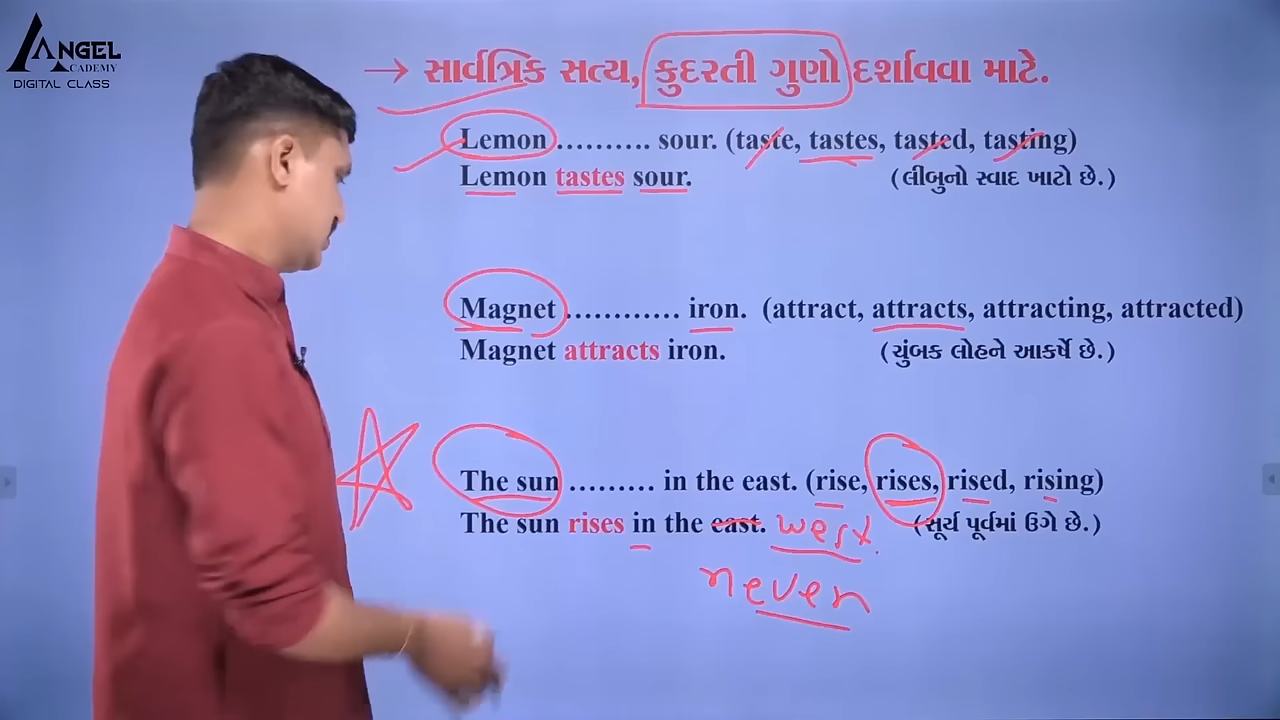 ANGEL
ACADEMY
DIGITAL CLASS
→ સાર્વત્રિક સત્ય, કુદરતી ગુણો દર્શાવવા માટે.
Lemon .......... sour. (taste, tastes, tasted, tasting)
Lemon tastes sour. (લીંબુનો સ્વાદ ખાટો છે.)
Magnet ............ iron. (attract, attracts, attracting, attracted)
Magnet attracts iron. (ચુંબક લોહને આકર્ષે છે.)
The sun ......... in the east. (rise, rises, rised, rising)
The sun rises in the east. west. (સૂર્ય પૂર્વમાં ઉગે છે.)
never